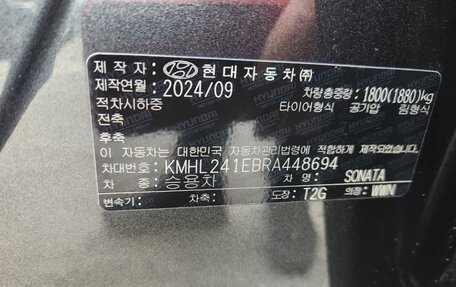 제작자: HYUNDAI 현대자동차㈜
제작연월: 2024/09 차량총중량: 1800(1880)kg
적차시하중 타이어형식 공기압 림형식
전축
후축
이 자동차는 대한민국 자동차관리법령에 적합하게 제작되었음
차대번호: KMHL241EBRA448694
차종: 승용차 SONATA
변속기: 차축: 도장: T2G 의장: WWN